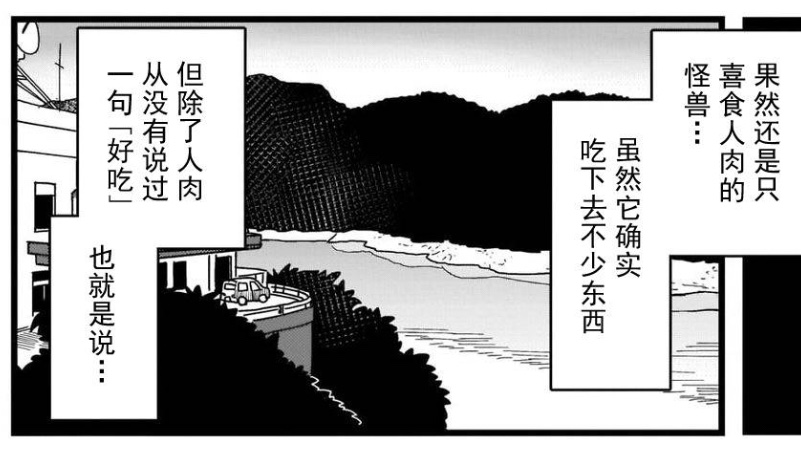 果然还是只
喜食人肉的
怪兽…
虽然它确实
吃下去不少东西
但除了人肉
从没有说过
一句「好吃」
也就是说…